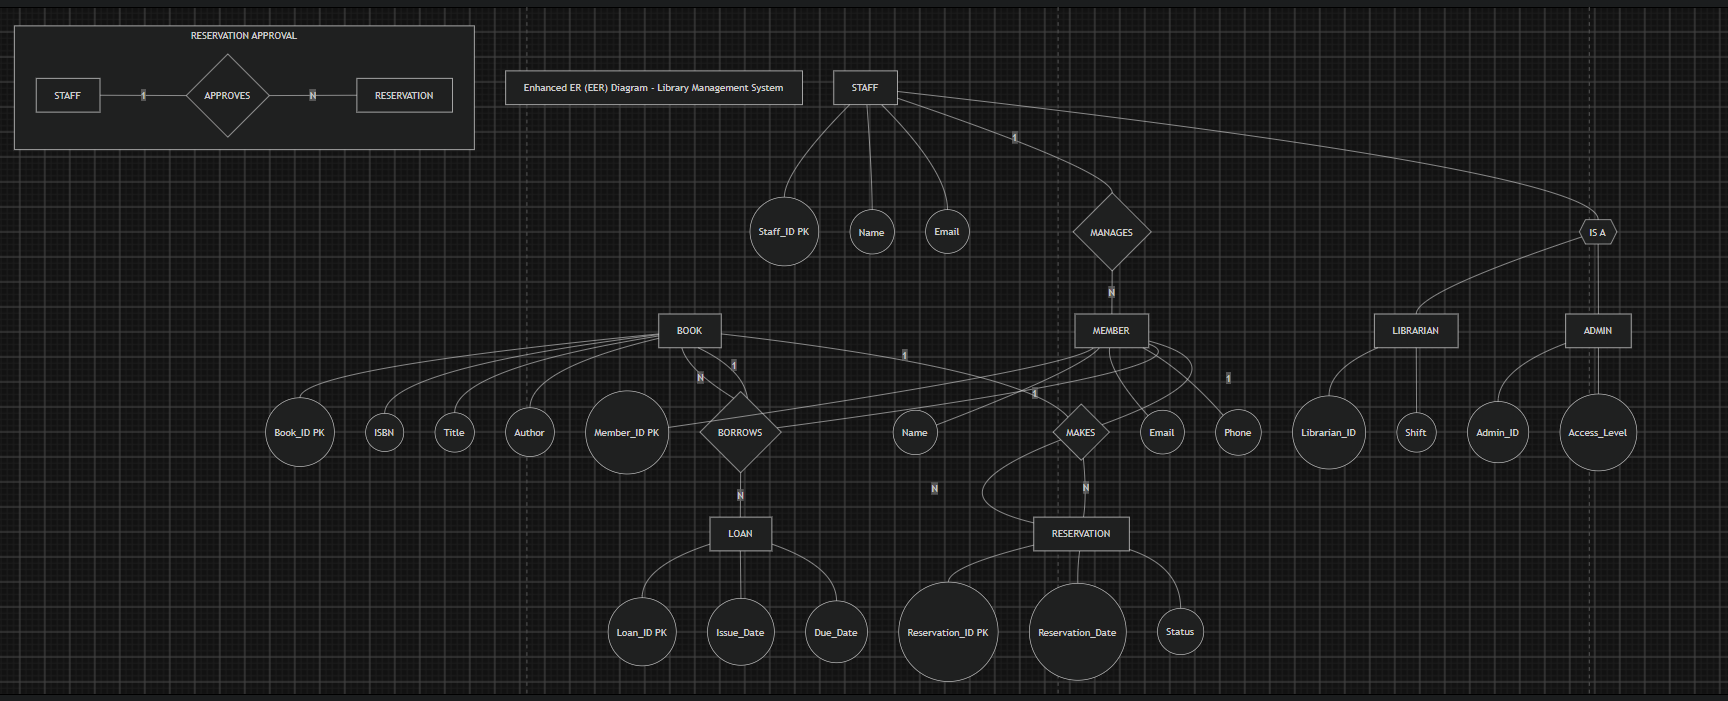 RESERVATION APPROVAL
STAFF
1
APPROVES
N
RESERVATION
Enhanced ER (EER) Diagram - Library Management System
STAFF
1
Staff_ID PK
Name
Email
MANAGES
IS A
N
BOOK
MEMBER
LIBRARIAN
ADMIN
1
1
N
1
1
Book_ID PK
ISBN
Title
Author
Member_ID PK
BORROWS
Name
MAKES
Email
Phone
Librarian_ID
Shift
Admin_ID
Access_Level
N
N
N
LOAN
RESERVATION
Loan_ID PK
Issue_Date
Due_Date
Reservation_ID PK
Reservation_Date
Status